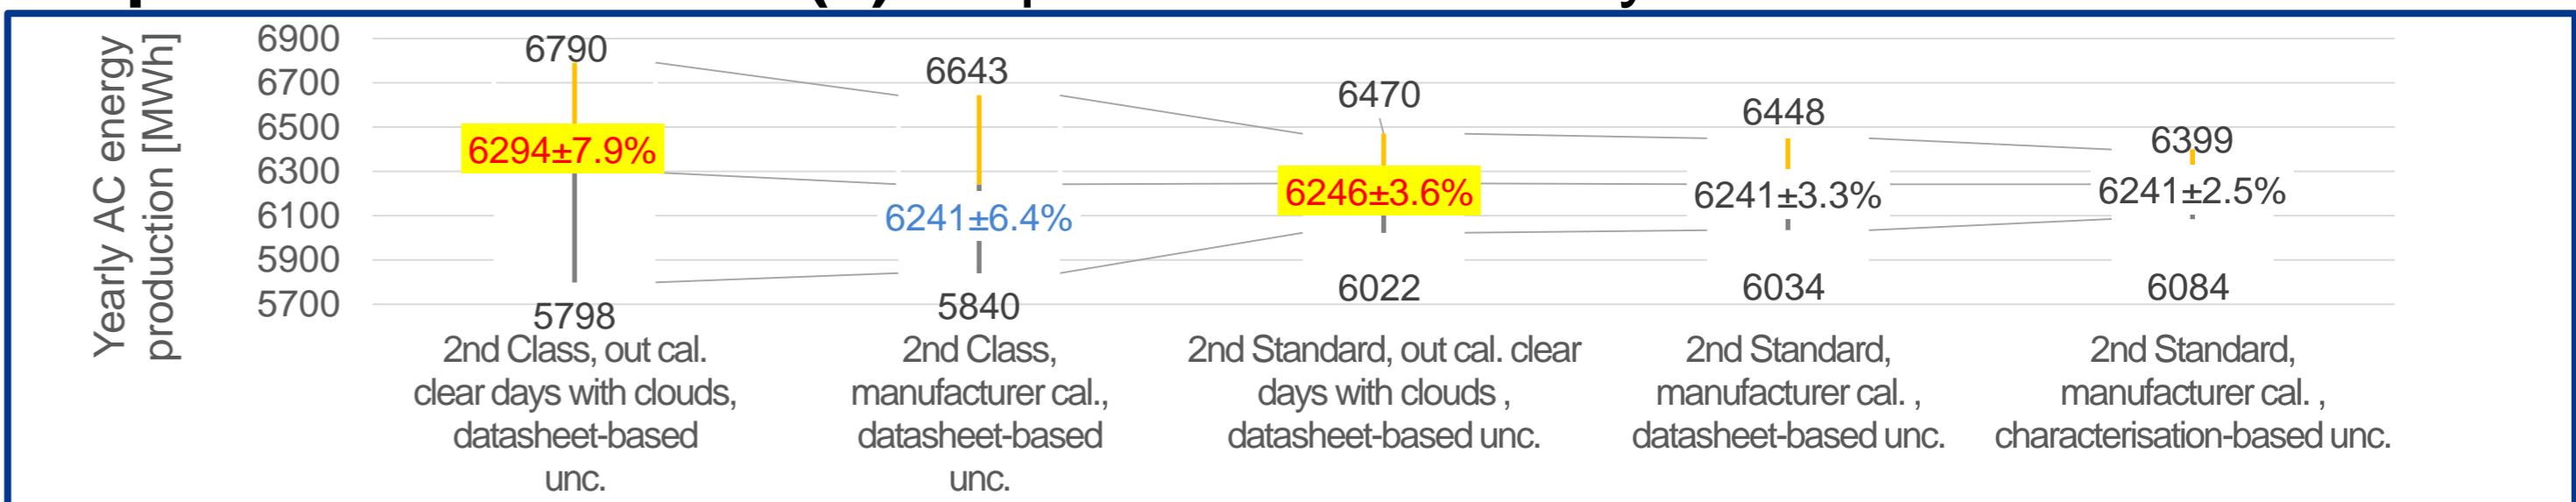 Yearly AC energy
production [MWh]
6900
6700
6500
6300
6100
5900
5700
6790
6294±7.9%
5798
6643
6241±6.4%
5840
6470
6246±3.6%
6022
6448
6241±3.3%
6034
6399
6241±2.5%
6084
2nd Class, out cal.
clear days with clouds,
datasheet-based
unc.
2nd Class,
manufacturer cal.,
datasheet-based
unc.
2nd Standard, out cal. clear
days with clouds ,
datasheet-based unc.
2nd Standard,
manufacturer cal. ,
datasheet-based unc.
2nd Standard,
manufacturer cal. ,
characterisation-based unc.